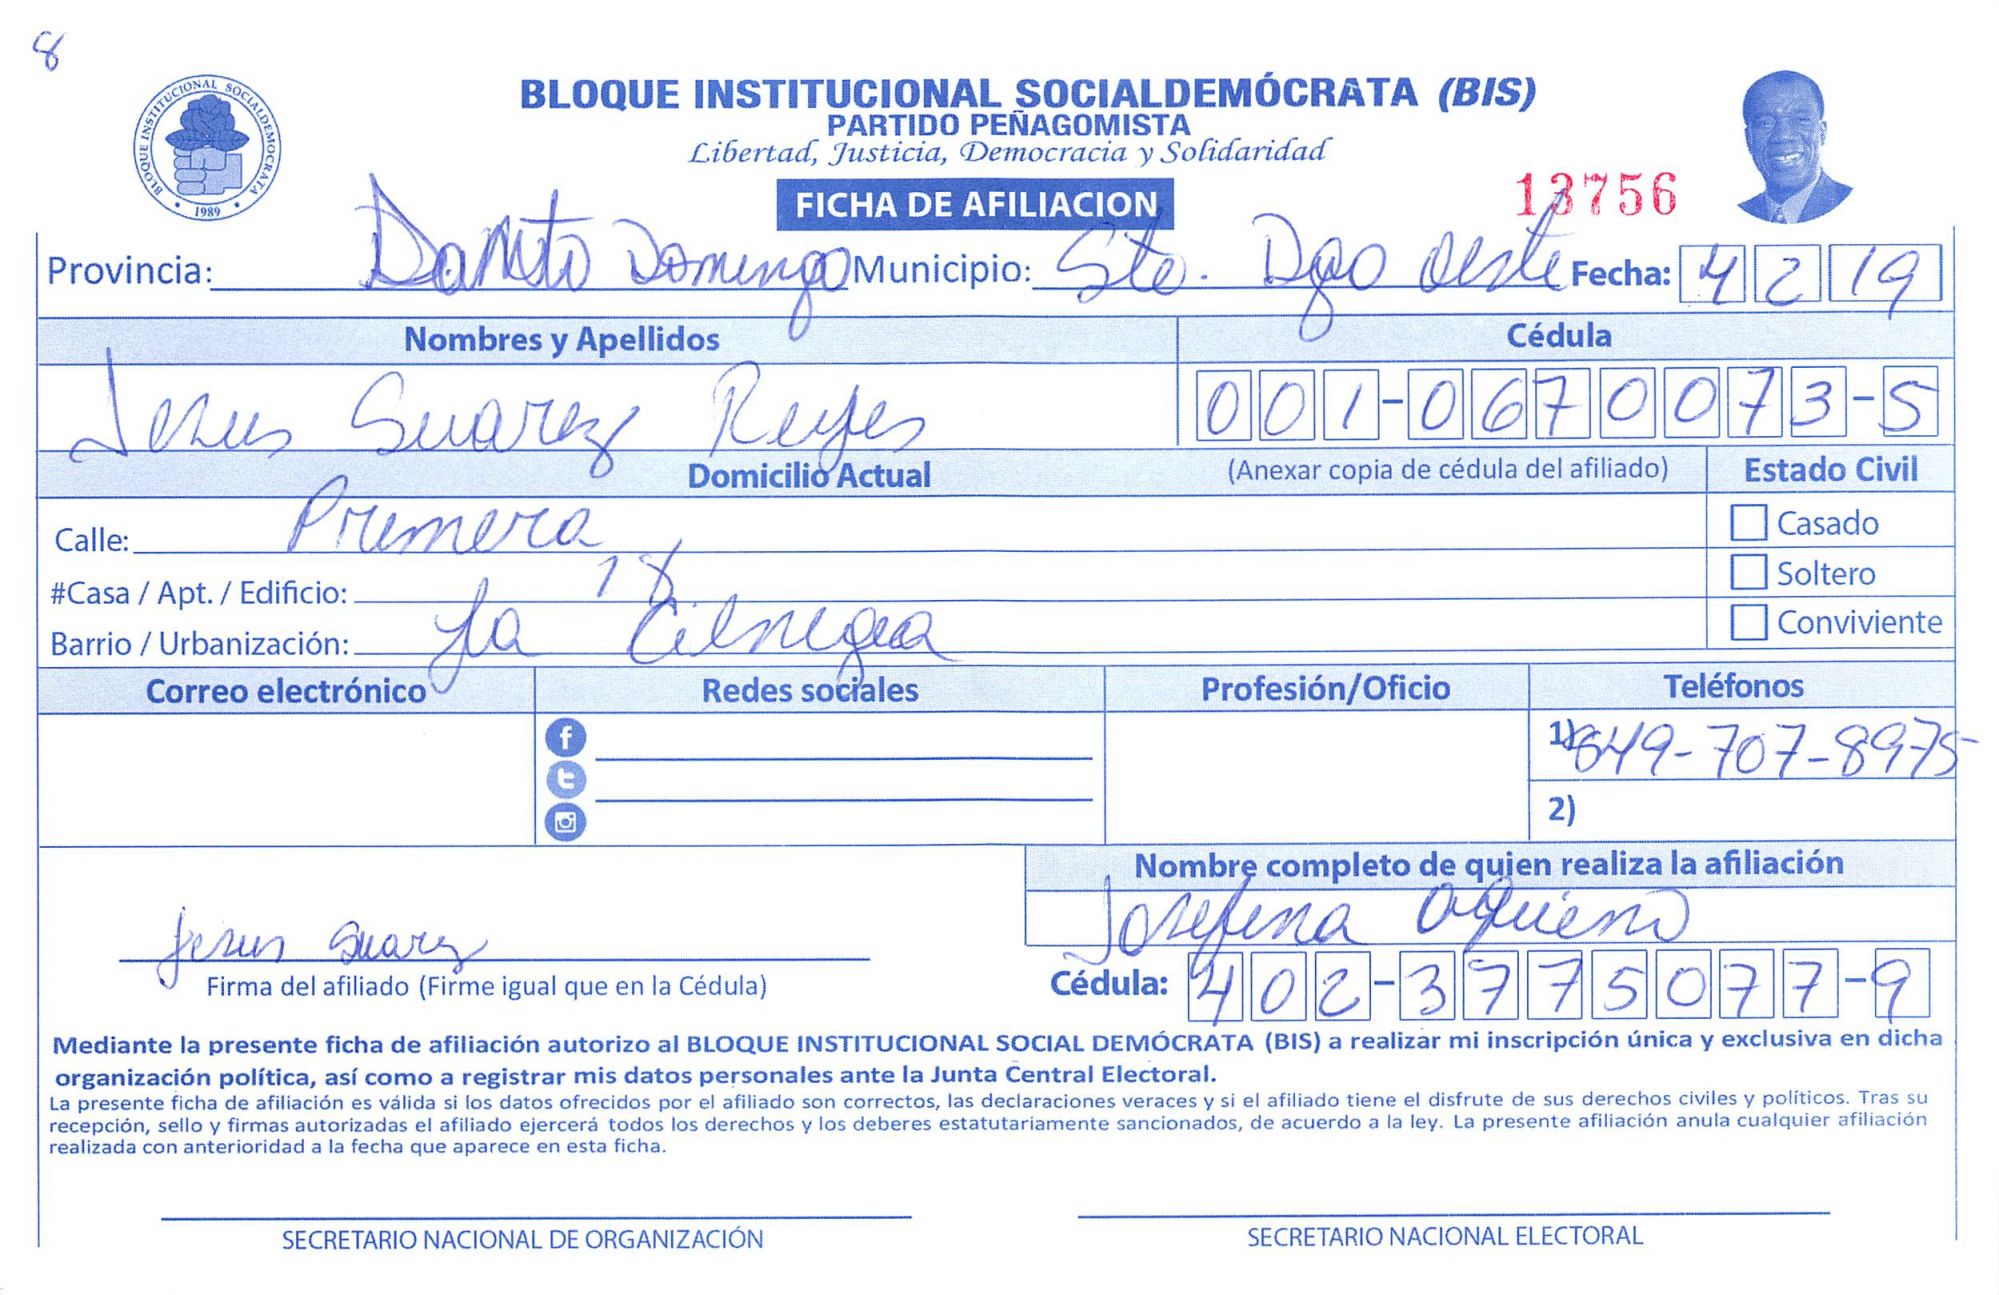 8
BLOQUE INSTITUCIONAL SOCIALDEMOCRATA
1989
BLOQUE INSTITUCIONAL SOCIALDEMÓCRATA (BIS)
PARTIDO PEÑAGOMISTA
Libertad, Justicia, Democracia y Solidaridad
FICHA DE AFILIACION
13756
Provincia: Santo Domingo Municipio: Sto. Dgo Oeste Fecha: 4 2 19
Nombres y Apellidos Cédula
Jesus Suarez Reyes 001-0670073-5
Domicilio Actual (Anexar copia de cédula del afiliado) Estado Civil
Calle: Primera Casado
#Casa / Apt. / Edificio: 18 Soltero
Barrio / Urbanización: La Cienegea Conviviente
Correo electrónico Redes sociales Profesión/Oficio Teléfonos
1) 849-707-8975
2)
Nombre completo de quien realiza la afiliación
Josefina
Jesus Suarez
Firma del afiliado (Firme igual que en la Cédula)
Cédula: 402-3775077-9
Mediante la presente ficha de afiliación autorizo al BLOQUE INSTITUCIONAL SOCIAL DEMÓCRATA (BIS) a realizar mi inscripción única y exclusiva en dicha
organización política, así como a registrar mis datos personales ante la Junta Central Electoral.
La presente ficha de afiliación es válida si los datos ofrecidos por el afiliado son correctos, las declaraciones veraces y si el afiliado tiene el disfrute de sus derechos civiles y políticos. Tras su
recepción, sello y firmas autorizadas el afiliado ejercerá todos los derechos y los deberes estatutariamente sancionados, de acuerdo a la ley. La presente afiliación anula cualquier afiliación
realizada con anterioridad a la fecha que aparece en esta ficha.
SECRETARIO NACIONAL DE ORGANIZACIÓN
SECRETARIO NACIONAL ELECTORAL